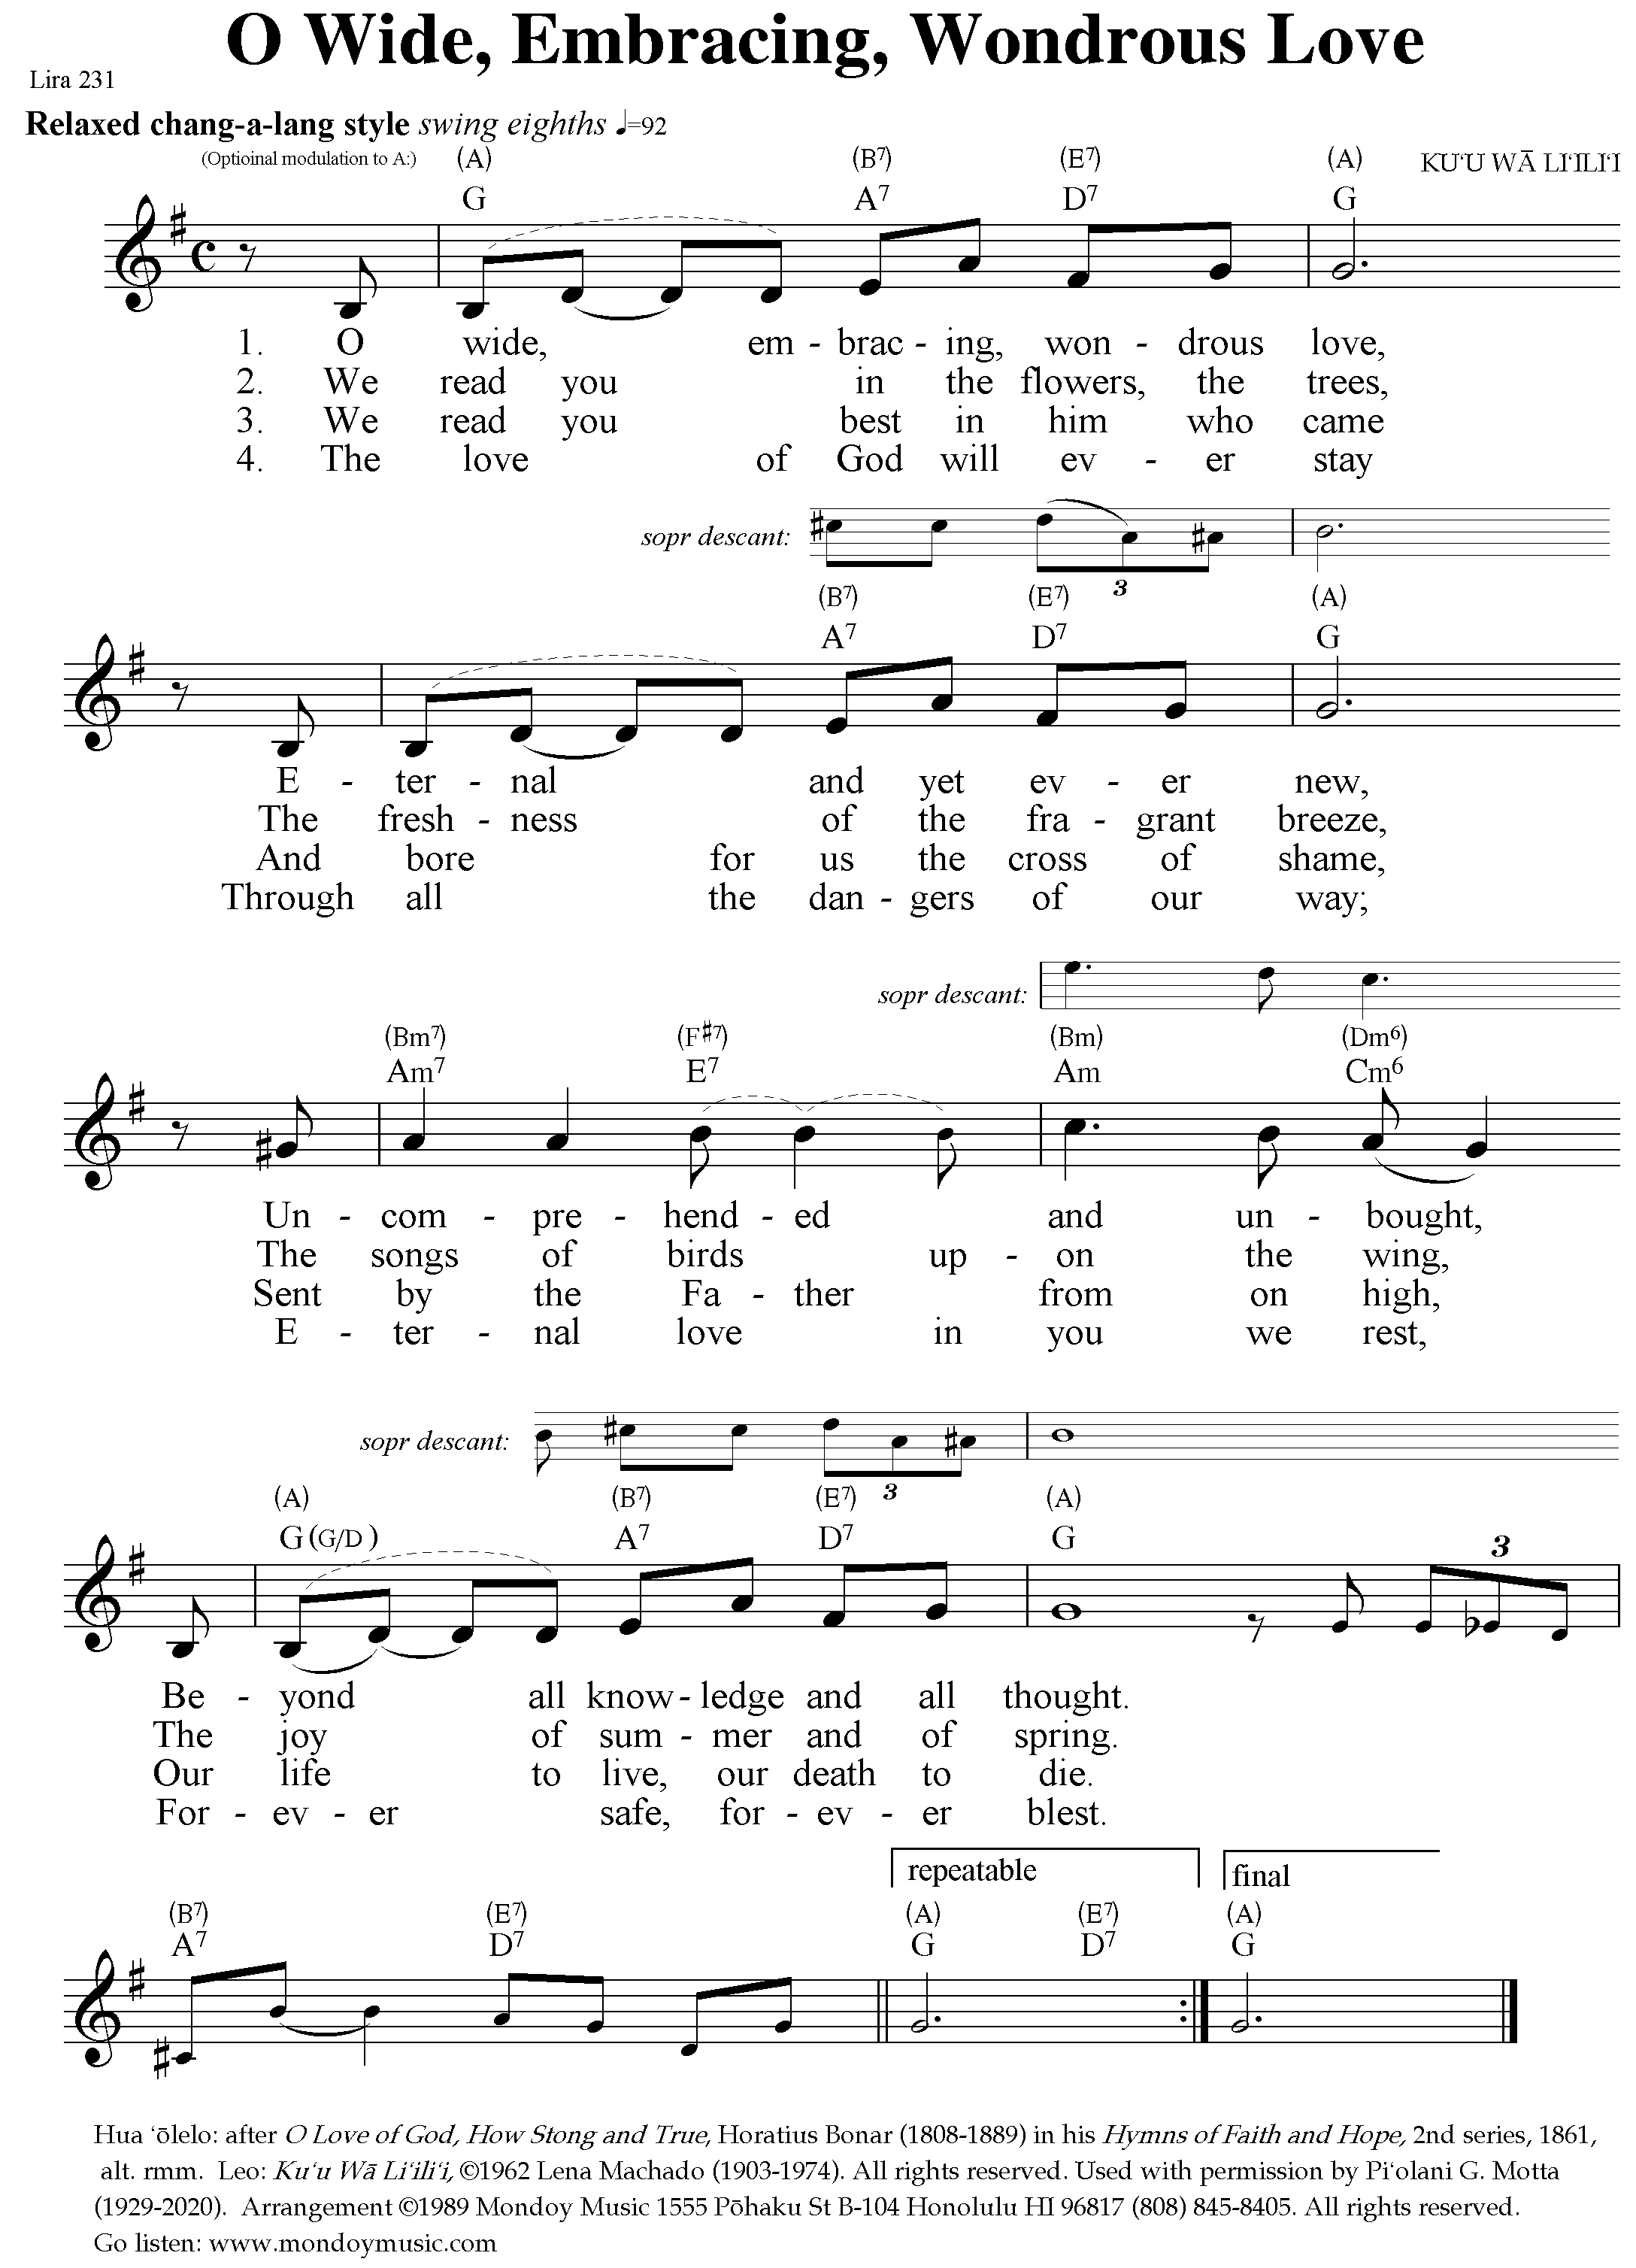 O Wide, Embracing, Wondrous Love
Lira 231
Relaxed chang-a-lang style swing eighths ♩=92
(Optioinal modulation to A:) (A) (B7) (E7) (A) KUʻU WĀ LIʻILIʻI
G A7 D7 G
1. O wide, em - brac - ing, won - drous love,
2. We read you in the flowers, the trees,
3. We read you best in him who came
4. The love of God will ev - er stay
sopr descant:
3
(B7) (E7) (A)
A7 D7 G
E - ter - nal and yet ev - er new,
The fresh - ness of the fra - grant breeze,
And bore for us the cross of shame,
Through all the dan - gers of our way;
sopr descant:
(Bm7) (F#7) (Bm) (Dm6)
Am7 E7 Am Cm6
Un - com - pre - hend - ed and un - bought,
The songs of birds up - on the wing,
Sent by the Fa - ther from on high,
E - ter - nal love in you we rest,
sopr descant:
3
(A) (B7) (E7) (A)
G (G/D ) A7 D7 G
3
Be - yond all know - ledge and all thought.
The joy of sum - mer and of spring.
Our life to live, our death to die.
For - ev - er safe, for - ev - er blest.
repeatable final
(B7) (E7) (A) (E7) (A)
A7 D7 G D7 G
Hua ʻōlelo: after O Love of God, How Stong and True, Horatius Bonar (1808-1889) in his Hymns of Faith and Hope, 2nd series, 1861,
alt. rmm. Leo: Kuʻu Wā Liʻiliʻi, ©1962 Lena Machado (1903-1974). All rights reserved. Used with permission by Piʻolani G. Motta
(1929-2020). Arrangement ©1989 Mondoy Music 1555 Pōhaku St B-104 Honolulu HI 96817 (808) 845-8405. All rights reserved.
Go listen: www.mondoymusic.com